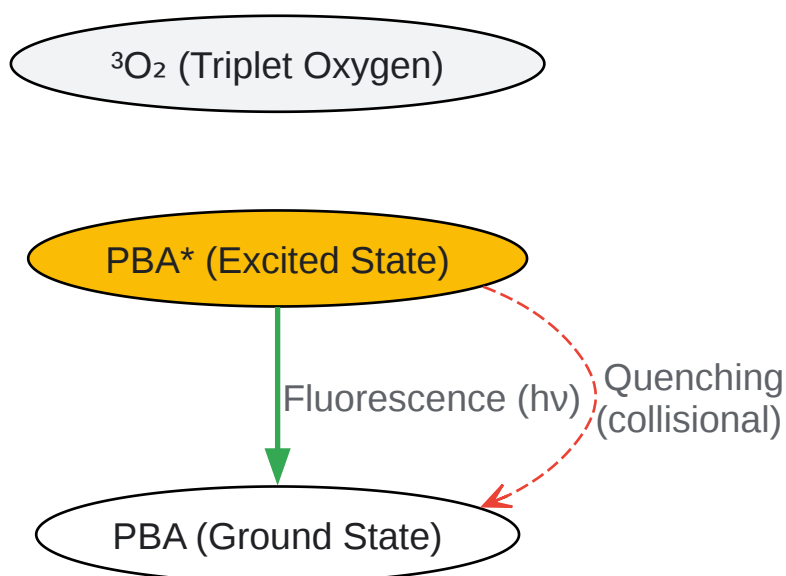 ³O₂ (Triplet Oxygen)
PBA* (Excited State)
Fluorescence (hν)
Quenching
(collisional)
PBA (Ground State)